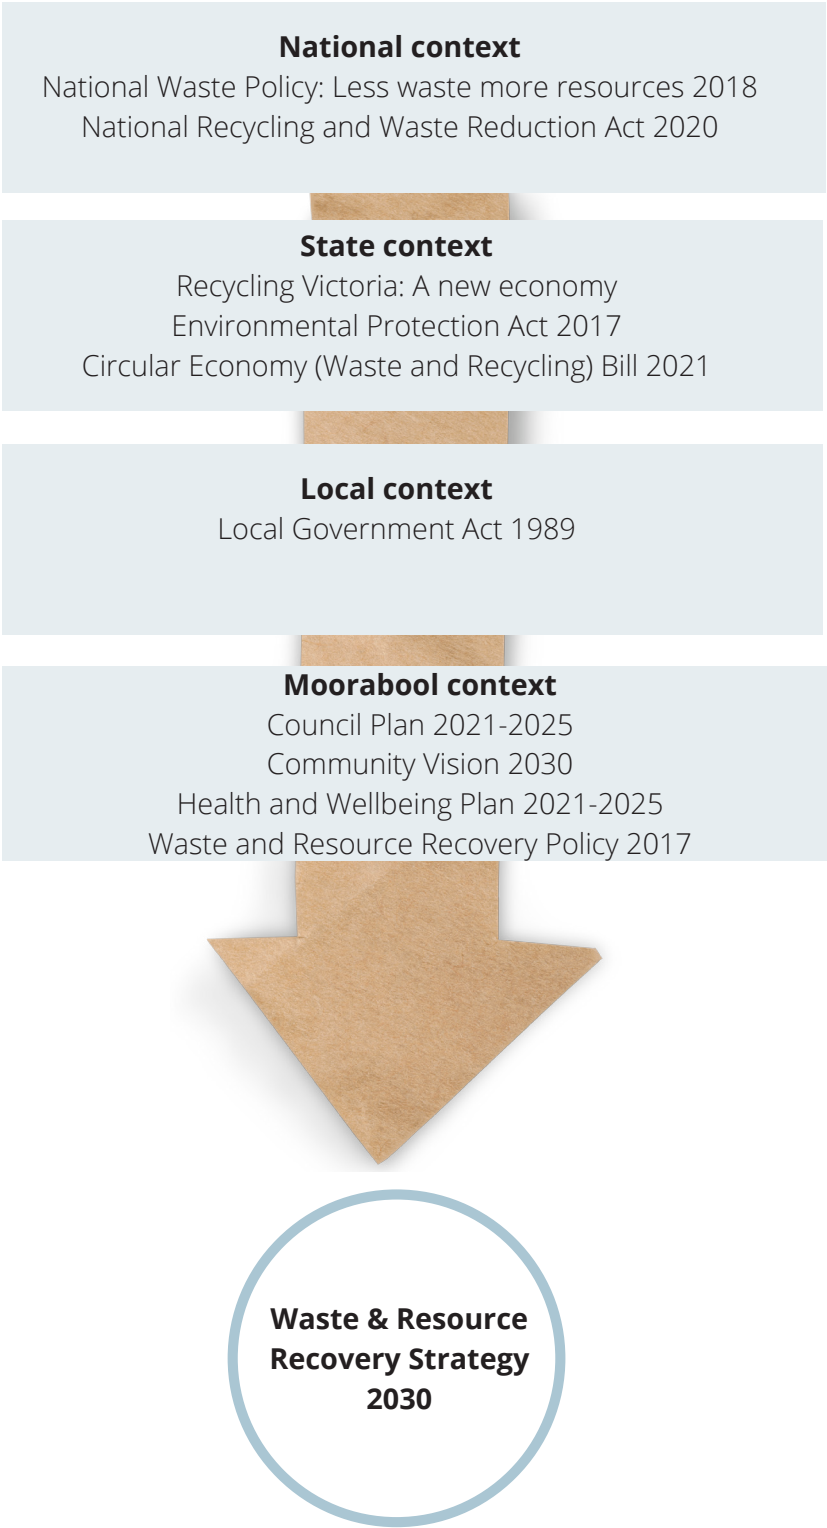 National context
National Waste Policy: Less waste more resources 2018
National Recycling and Waste Reduction Act 2020
State context
Recycling Victoria: A new economy
Environmental Protection Act 2017
Circular Economy (Waste and Recycling) Bill 2021
Local context
Local Government Act 1989
Moorabool context
Council Plan 2021-2025
Community Vision 2030
Health and Wellbeing Plan 2021-2025
Waste and Resource Recovery Policy 2017
Waste & Resource
Recovery Strategy
2030